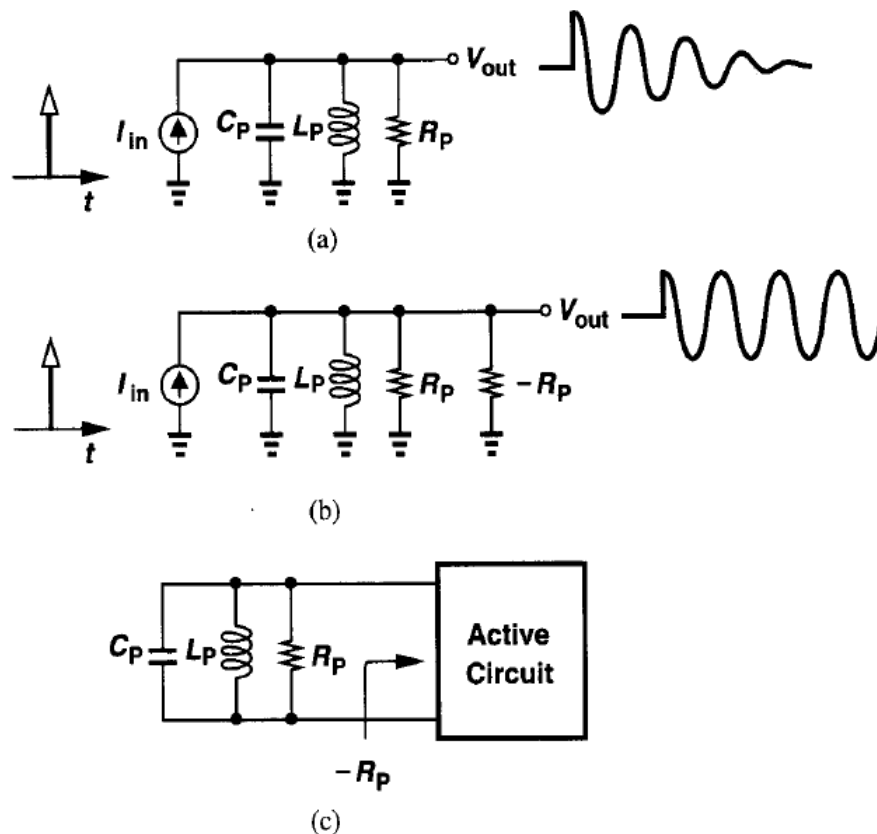 V_out
I_in
C_P L_P R_P
t
(a)
V_out
I_in
C_P L_P R_P −R_P
t
(b)
C_P L_P R_P
Active
Circuit
−R_P
(c)